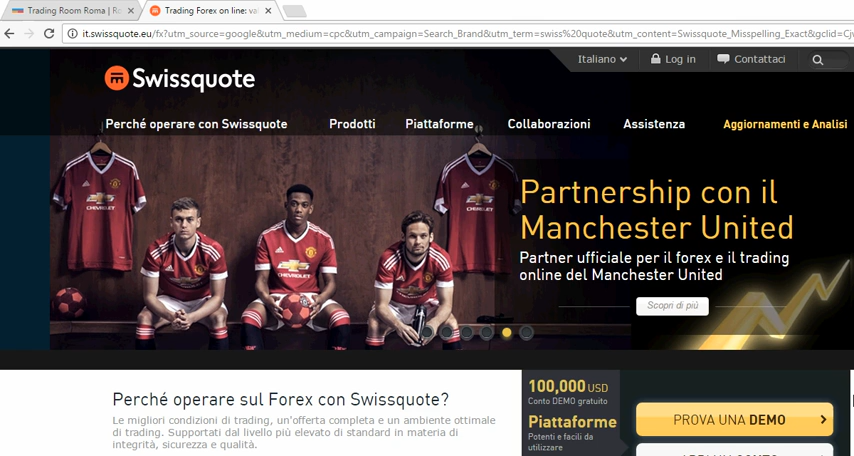 Trading Room Roma | R
Trading Forex on line: va
it.swissquote.eu/fx?utm_source=google&utm_medium=cpc&utm_campaign=Search_Brand&utm_term=swiss%20quote&utm_content=Swissquote_Misspelling_Exact&gclid=Cjv
Italiano
Log in
Contattaci
Swissquote
Perché operare con Swissquote
Prodotti
Piattaforme
Collaborazioni
Assistenza
Aggiornamenti e Analisi
CHEVROLET
CHEVROLET
CHEVROLET
Partnership con il
Manchester United
Partner ufficiale per il forex e il trading
online del Manchester United
Scopri di più
Perché operare sul Forex con Swissquote?
Le migliori condizioni di trading, un'offerta completa e un ambiente ottimale
di trading. Supportati dal livello più elevato di standard in materia di
integrità, sicurezza e qualità.
100,000 USD
Conto DEMO gratuito
Piattaforme
Potenti e facili da
utilizzare
PROVA UNA DEMO